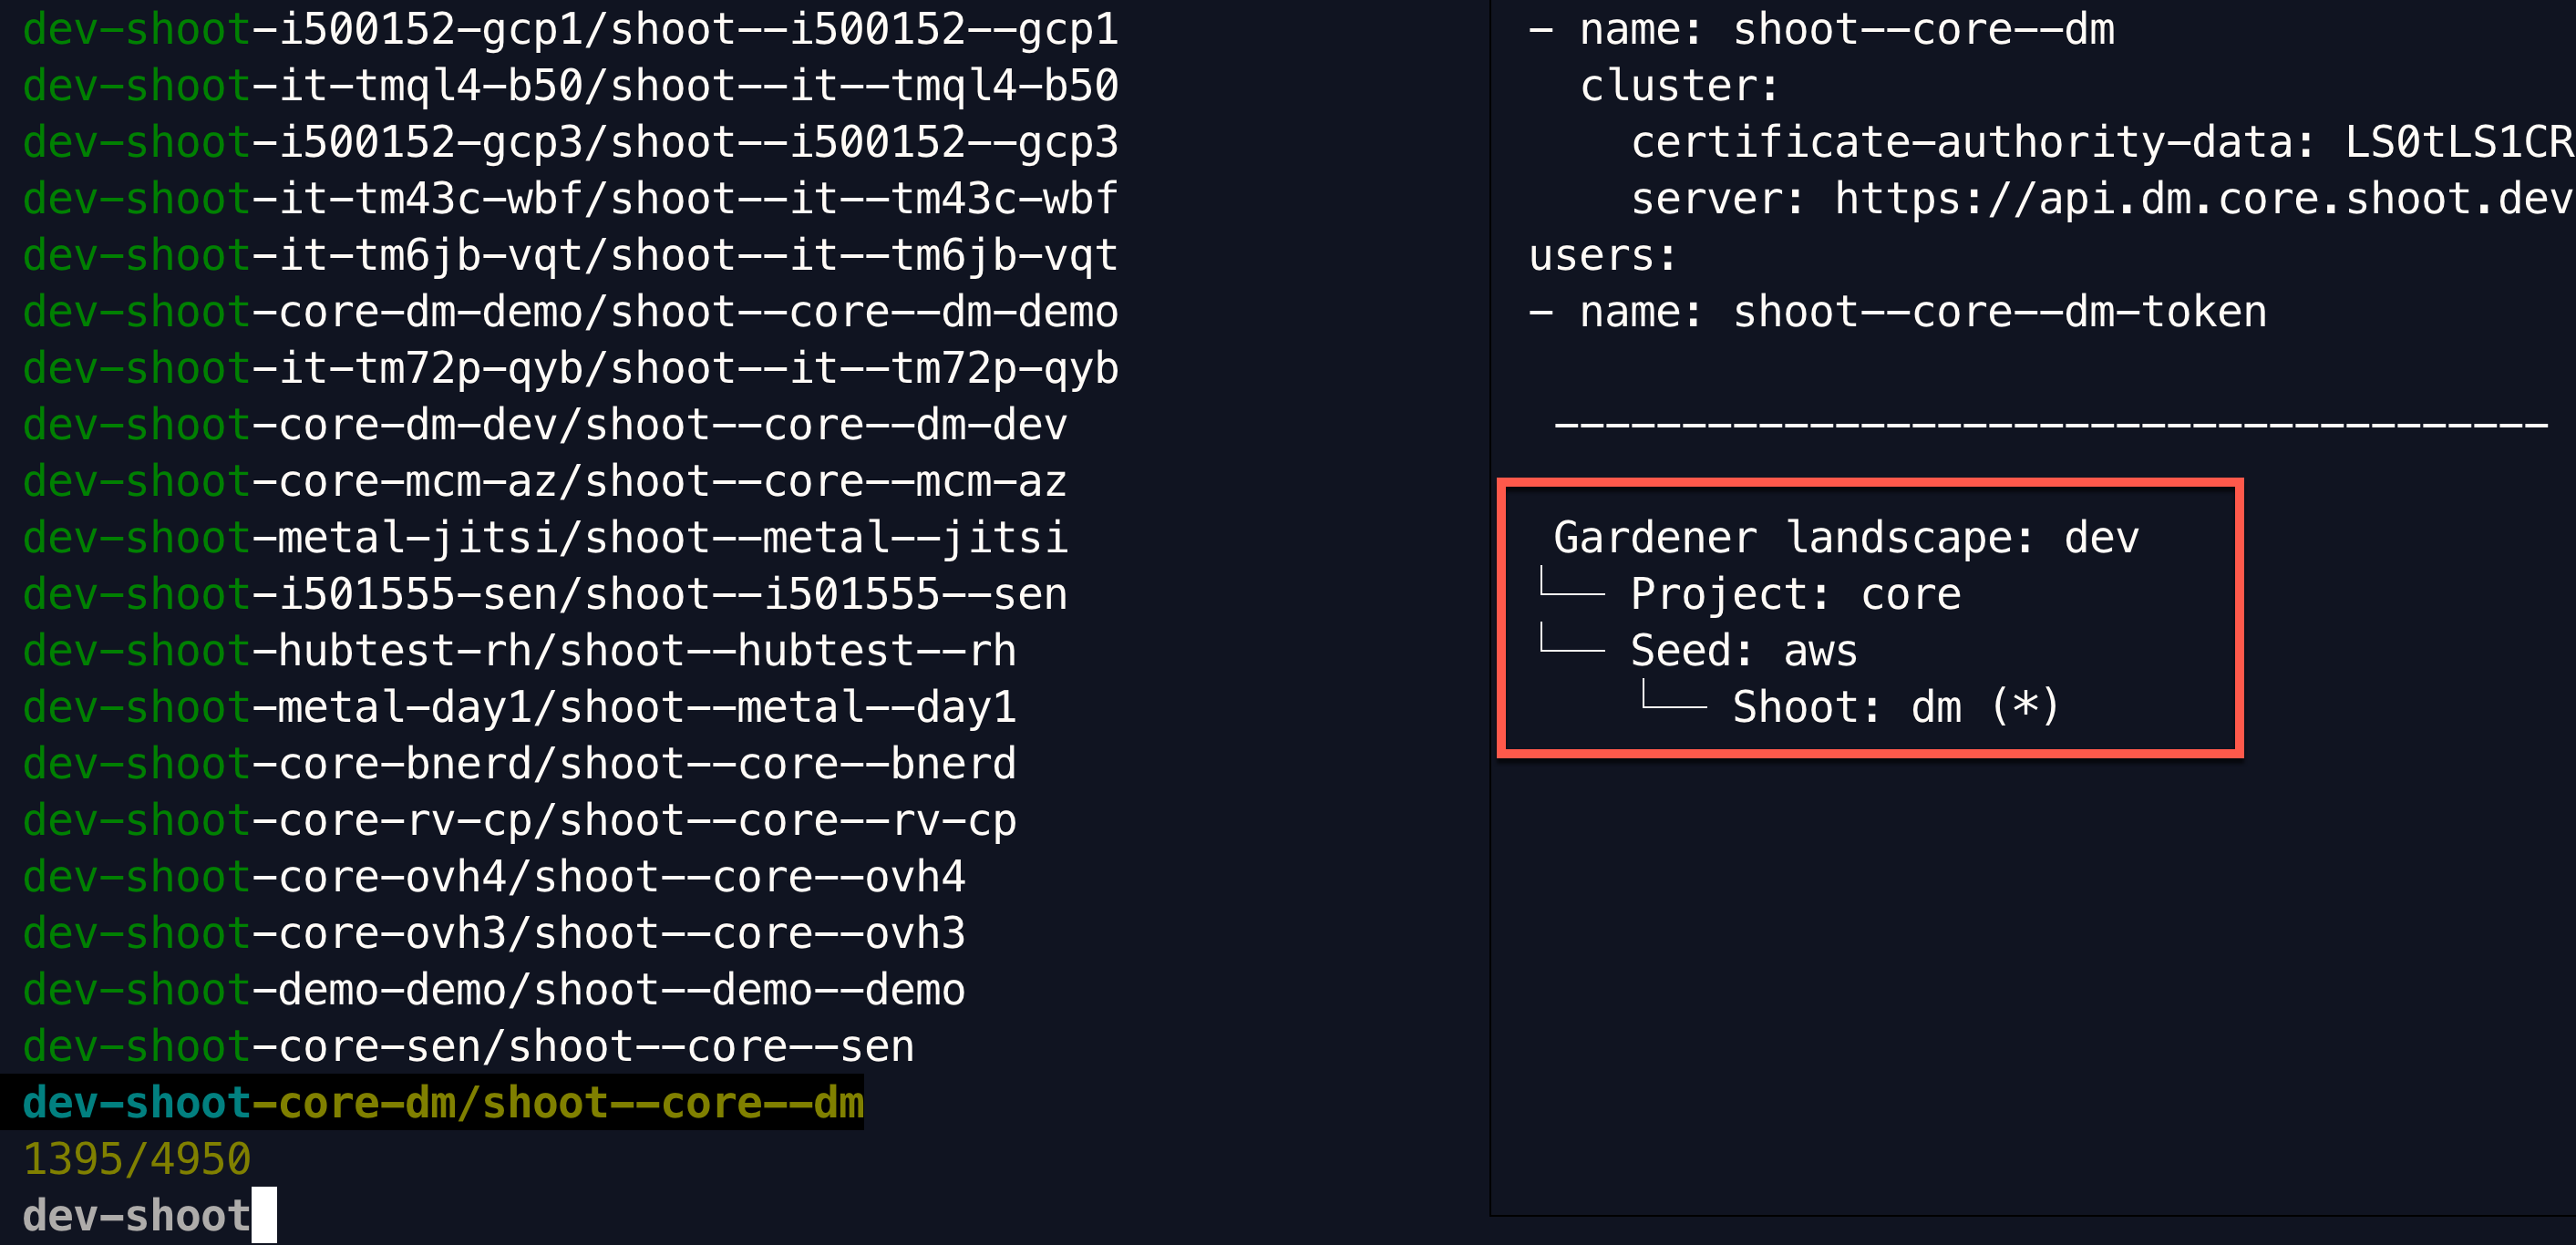 dev-shoot-i500152-gcp1/shoot--i500152--gcp1
dev-shoot-it-tmql4-b50/shoot--it--tmql4-b50
dev-shoot-i500152-gcp3/shoot--i500152--gcp3
dev-shoot-it-tm43c-wbf/shoot--it--tm43c-wbf
dev-shoot-it-tm6jb-vqt/shoot--it--tm6jb-vqt
dev-shoot-core-dm-demo/shoot--core--dm-demo
dev-shoot-it-tm72p-qyb/shoot--it--tm72p-qyb
dev-shoot-core-dm-dev/shoot--core--dm-dev
dev-shoot-core-mcm-az/shoot--core--mcm-az
dev-shoot-metal-jitsi/shoot--metal--jitsi
dev-shoot-i501555-sen/shoot--i501555--sen
dev-shoot-hubtest-rh/shoot--hubtest--rh
dev-shoot-metal-day1/shoot--metal--day1
dev-shoot-core-bnerd/shoot--core--bnerd
dev-shoot-core-rv-cp/shoot--core--rv-cp
dev-shoot-core-ovh4/shoot--core--ovh4
dev-shoot-core-ovh3/shoot--core--ovh3
dev-shoot-demo-demo/shoot--demo--demo
dev-shoot-core-sen/shoot--core--sen
dev-shoot-core-dm/shoot--core--dm
1395/4950
dev-shoot
- name: shoot--core--dm
cluster:
certificate-authority-data: LS0tLS1CR
server: https://api.dm.core.shoot.dev
users:
- name: shoot--core--dm-token
---------------------------------------
Gardener landscape: dev
└── Project: core
└── Seed: aws
└── Shoot: dm (*)